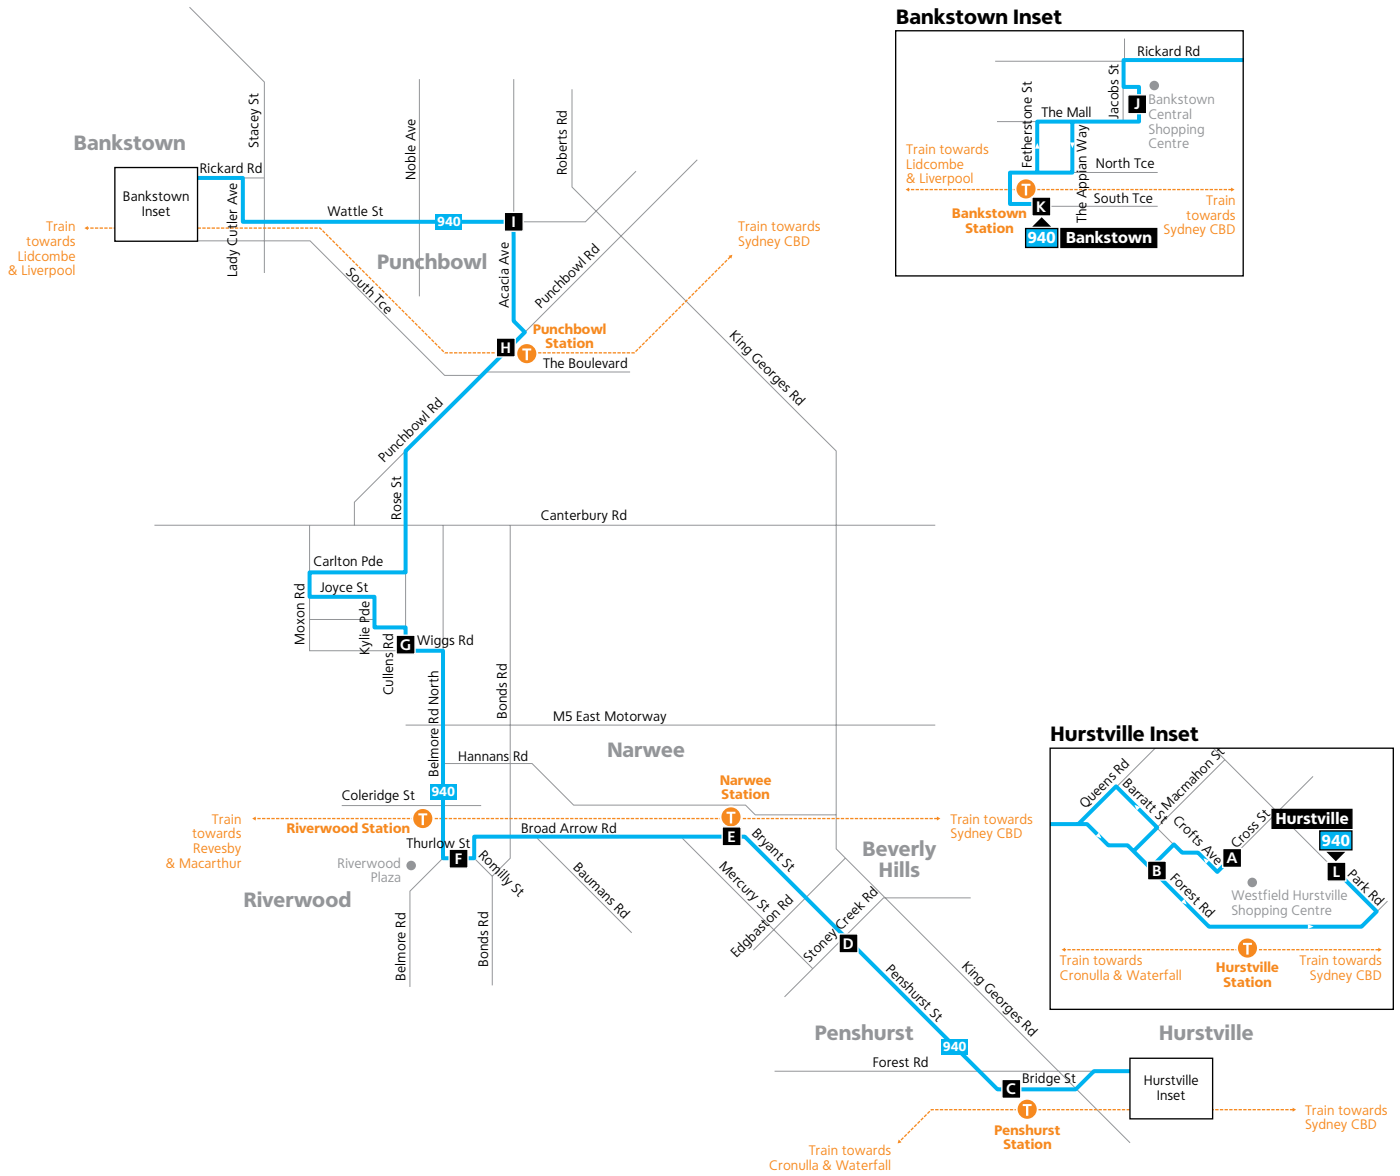 Bankstown Inset
Rickard Rd
Jacobs St
J
Bankstown
Central
Shopping
Centre
Fetherstone St
The Mall
The Appian Way
Train towards
Lidcombe
& Liverpool
North Tce
T
South Tce
K
Bankstown
Station
Train
towards
Sydney CBD
940
Bankstown
Stacey St
Bankstown
Rickard Rd
Bankstown
Inset
Lady Cutler Ave
Noble Ave
Roberts Rd
Wattle St
940
I
Train
towards
Lidcombe
& Liverpool
Punchbowl
South Tce
Acacia Ave
Punchbowl Rd
Train towards
Sydney CBD
Punchbowl
Station
H
T
The Boulevard
King Georges Rd
Punchbowl Rd
Rose St
Canterbury Rd
Carlton Pde
Joyce St
Moxon Rd
Kylie Pde
Cullens Rd
G
Wiggs Rd
Belmore Rd North
Bonds Rd
M5 East Motorway
Narwee
Hannans Rd
940
Coleridge St
Narwee
Station
T
Train
towards
Revesby
& Macarthur
Riverwood Station
T
Train towards
Sydney CBD
Thurlow St
Broad Arrow Rd
E
F
Riverwood
Plaza
Romilly St
Bryant St
Beverly
Hills
Riverwood
Baumans Rd
Mercury St
Edgbaston Rd
Stoney Creek Rd
Belmore Rd
Bonds Rd
D
Penshurst St
King Georges Rd
Penshurst
940
Forest Rd
C
Bridge St
T
Penshurst
Station
Train towards
Cronulla & Waterfall
Hurstville
Hurstville
Inset
Train towards
Sydney CBD
Hurstville Inset
Queens Rd
Barratt St
Macmahon St
Crofts Ave
Cross St
Hurstville
940
A
B
L
Forest Rd
Park Rd
Westfield Hurstville
Shopping Centre
T
Train towards
Cronulla & Waterfall
Hurstville
Station
Train towards
Sydney CBD